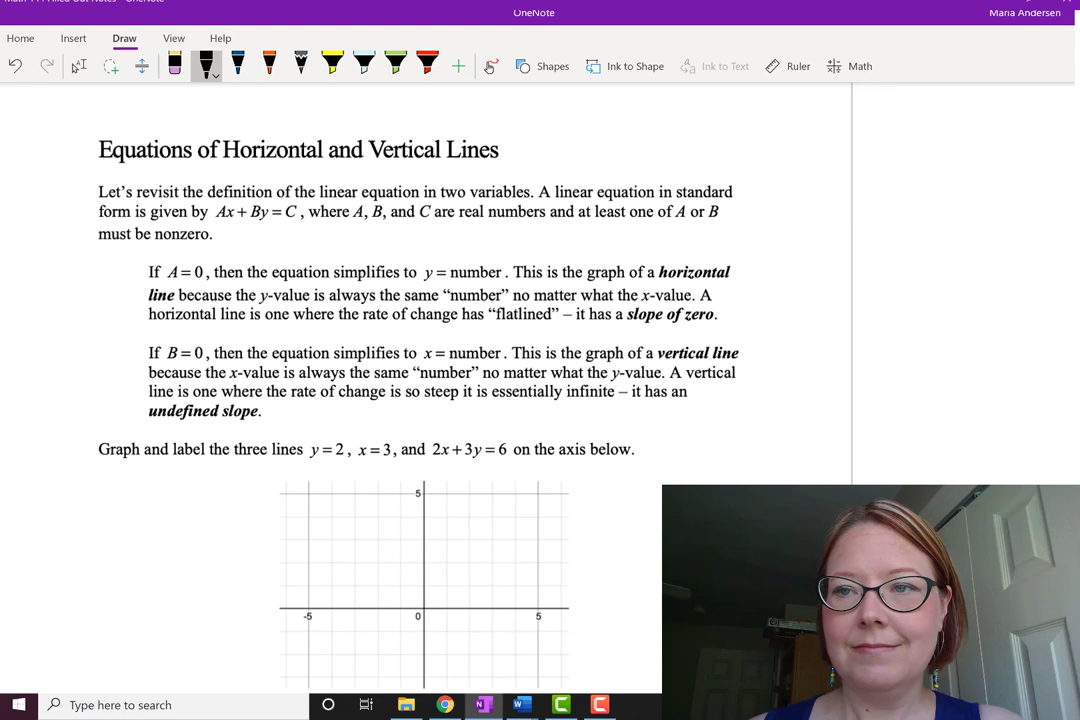 OneNote
Maria Andersen
Home Insert Draw View Help
Shapes Ink to Shape Ink to Text Ruler Math
Equations of Horizontal and Vertical Lines
Let’s revisit the definition of the linear equation in two variables. A linear equation in standard
form is given by Ax + By = C , where A, B, and C are real numbers and at least one of A or B
must be nonzero.
If A = 0 , then the equation simplifies to y = number . This is the graph of a horizontal
line because the y-value is always the same “number” no matter what the x-value. A
horizontal line is one where the rate of change has “flatlined” – it has a slope of zero.
If B = 0 , then the equation simplifies to x = number . This is the graph of a vertical line
because the x-value is always the same “number” no matter what the y-value. A vertical
line is one where the rate of change is so steep it is essentially infinite – it has an
undefined slope.
Graph and label the three lines y = 2 , x = 3 , and 2x + 3y = 6 on the axis below.
5
-5 0 5
Type here to search